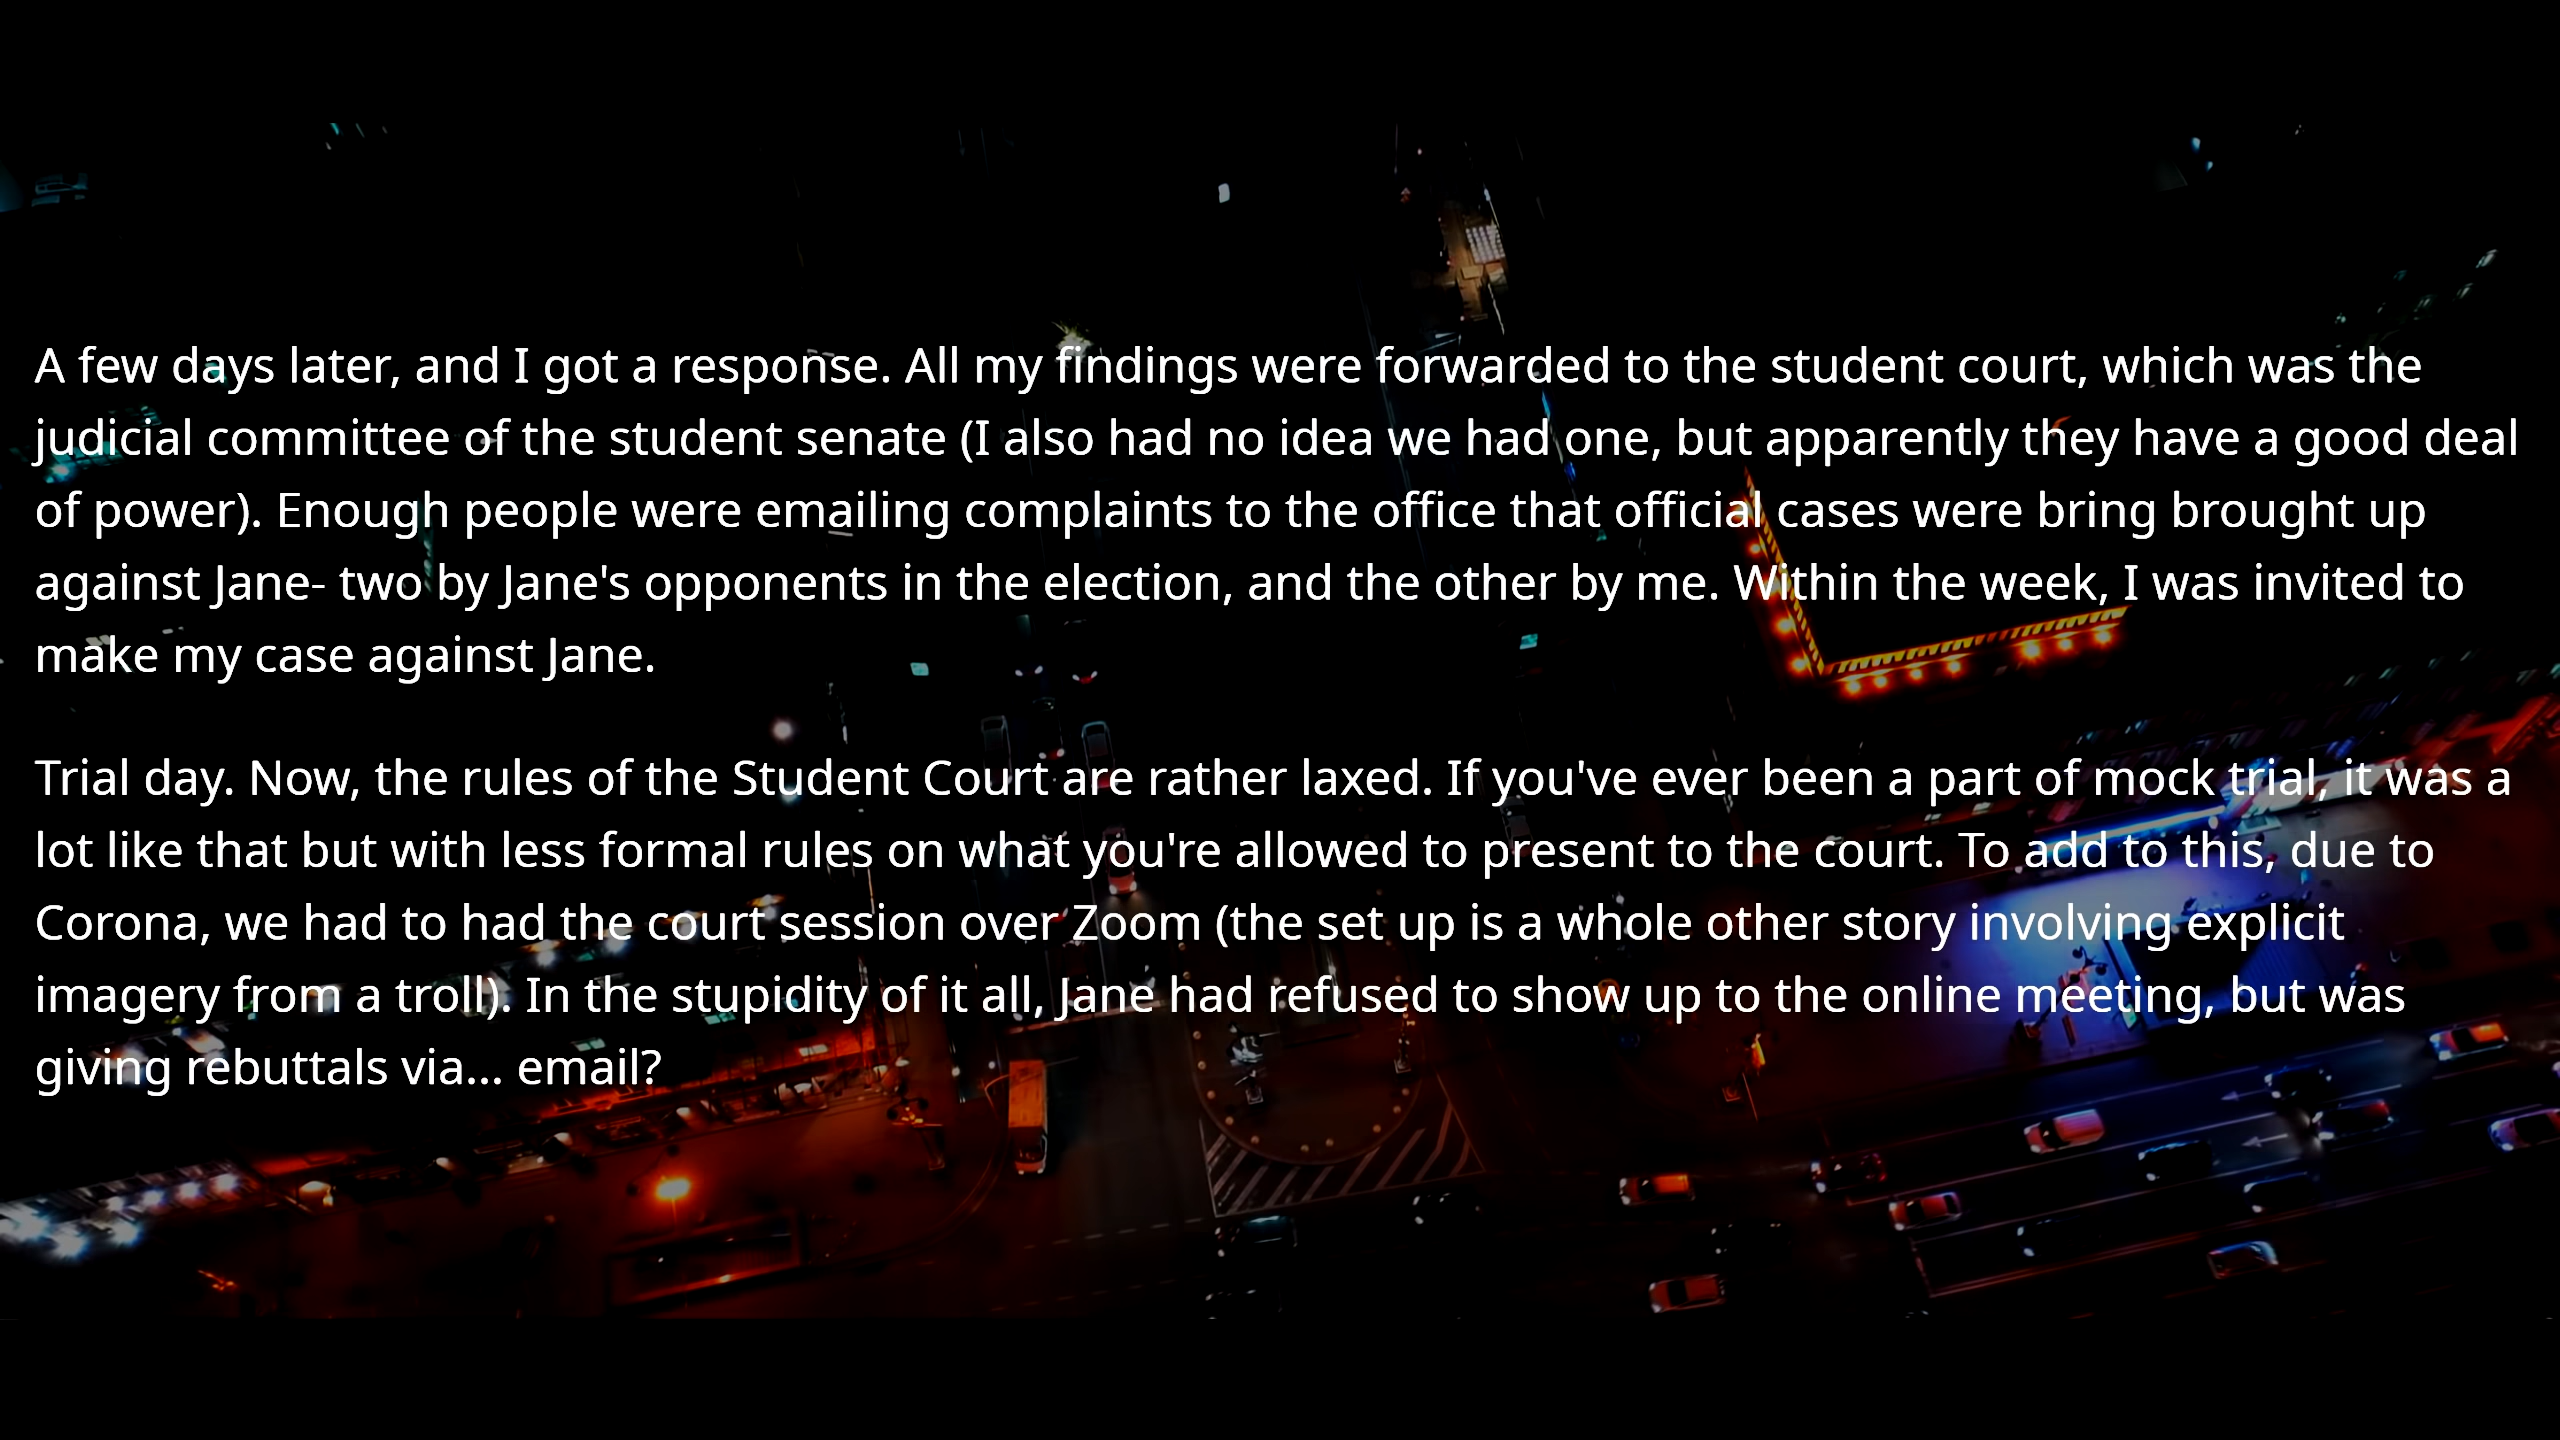 A few days later, and I got a response. All my findings were forwarded to the student court, which was the
judicial committee of the student senate (I also had no idea we had one, but apparently they have a good deal
of power). Enough people were emailing complaints to the office that official cases were bring brought up
against Jane- two by Jane's opponents in the election, and the other by me. Within the week, I was invited to
make my case against Jane.
Trial day. Now, the rules of the Student Court are rather laxed. If you've ever been a part of mock trial, it was a
lot like that but with less formal rules on what you're allowed to present to the court. To add to this, due to
Corona, we had to had the court session over Zoom (the set up is a whole other story involving explicit
imagery from a troll). In the stupidity of it all, Jane had refused to show up to the online meeting, but was
giving rebuttals via... email?